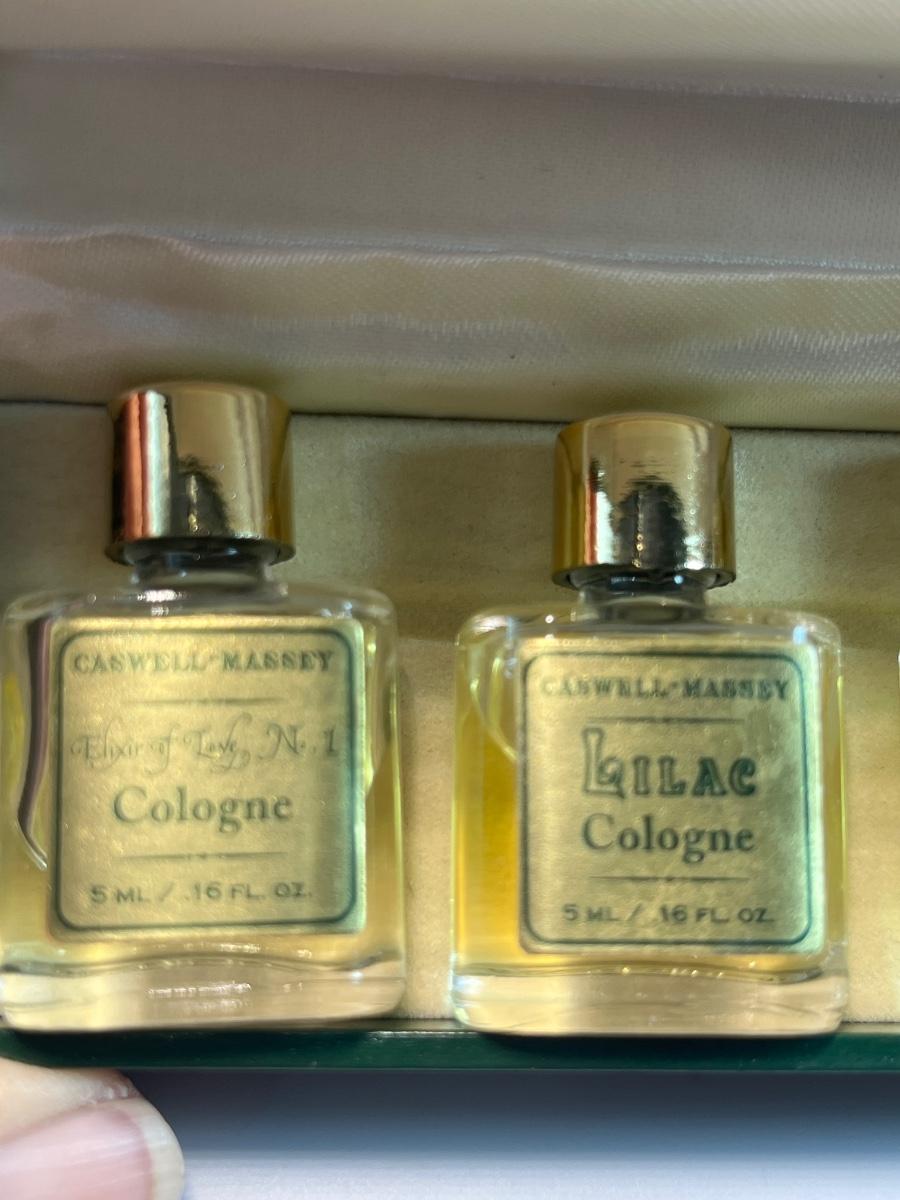 CASWELL-MASSEY
Elixir of Love, No. 1
Cologne
5 ML / .16 FL. OZ.
CASWELL-MASSEY
LILAC
Cologne
5 ML / .16 FL. OZ.